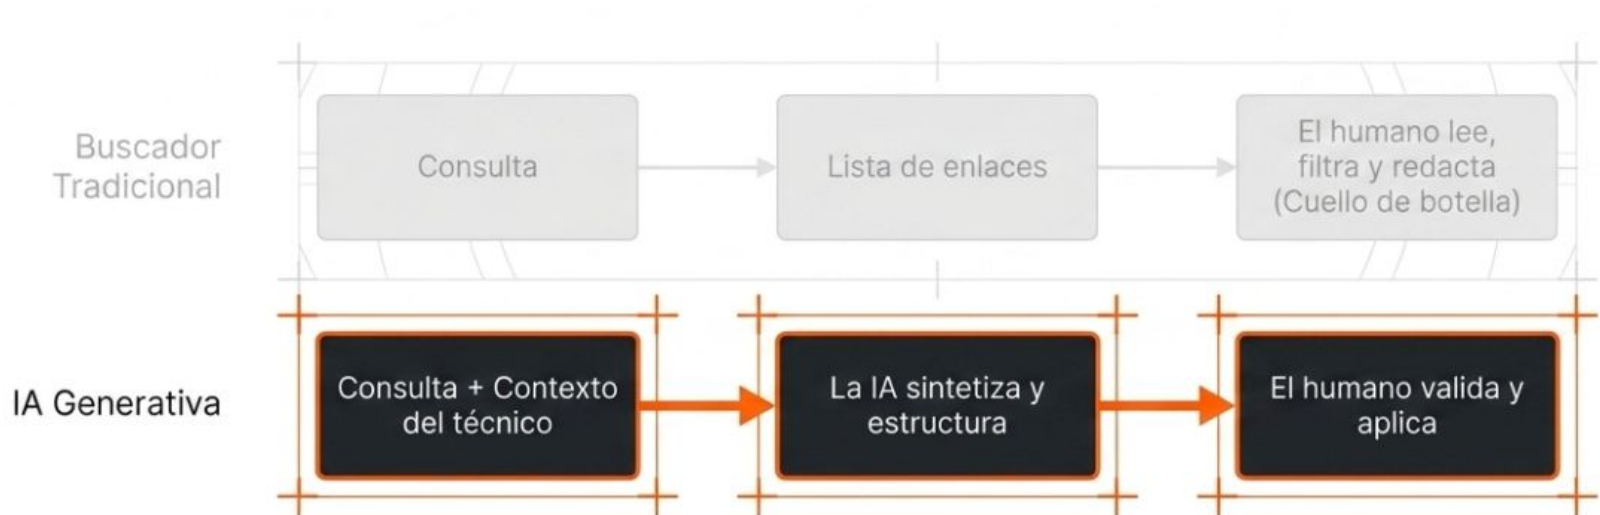 Buscador
Tradicional
Consulta
Lista de enlaces
El humano lee,
filtra y redacta
(Cuello de botella)
IA Generativa
Consulta + Contexto
del técnico
La IA sintetiza y
estructura
El humano valida y
aplica